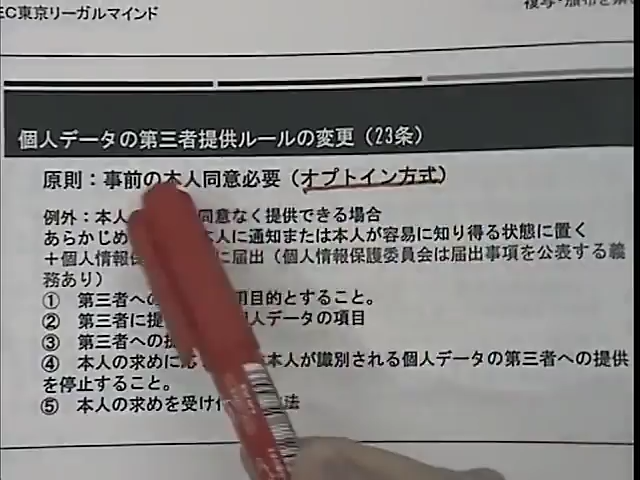 EC東京リーガルマインド
個人データの第三者提供ルールの変更（23条）
原則：事前の本人同意必要（オプトイン方式）
例外：本人 同意なく提供できる場合
あらかじめ 本人に通知または本人が容易に知り得る状態に置く
＋個人情報保 に届出（個人情報保護委員会は届出事項を公表する義
務あり）
① 第三者への 用目的とすること。
② 第三者に提 個人データの項目
③ 第三者への提
④ 本人の求めに応じ 本人が識別される個人データの第三者への提供
を停止すること。
⑤ 本人の求めを受け付 法